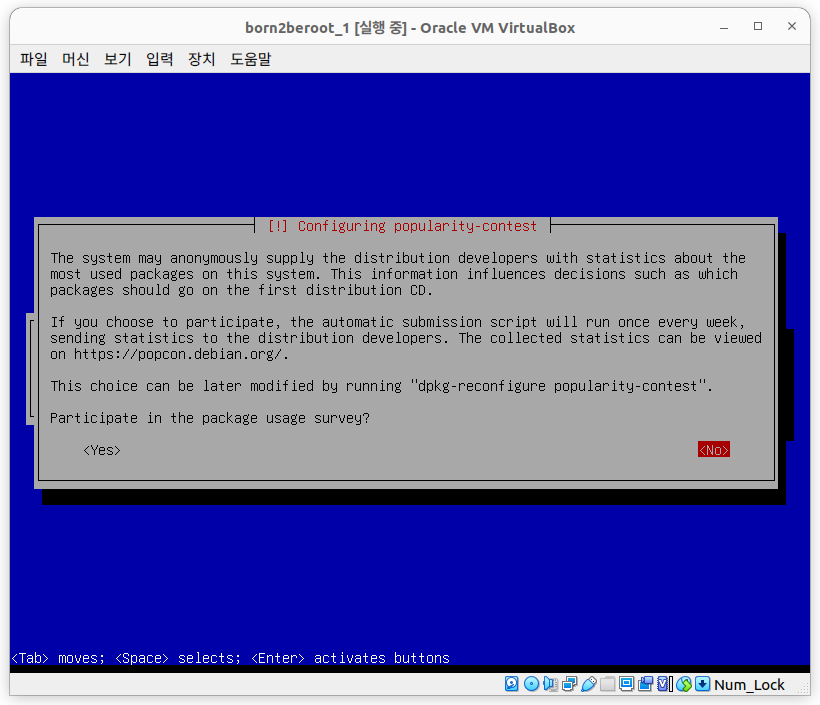 born2beroot_1 [실행 중] - Oracle VM VirtualBox
파일 머신 보기 입력 장치 도움말
[!] Configuring popularity-contest
The system may anonymously supply the distribution developers with statistics about the
most used packages on this system. This information influences decisions such as which
packages should go on the first distribution CD.
If you choose to participate, the automatic submission script will run once every week,
sending statistics to the distribution developers. The collected statistics can be viewed
on https://popcon.debian.org/.
This choice can be later modified by running "dpkg-reconfigure popularity-contest".
Participate in the package usage survey?
<Yes> <No>
<Tab> moves; <Space> selects; <Enter> activates buttons
Num_Lock